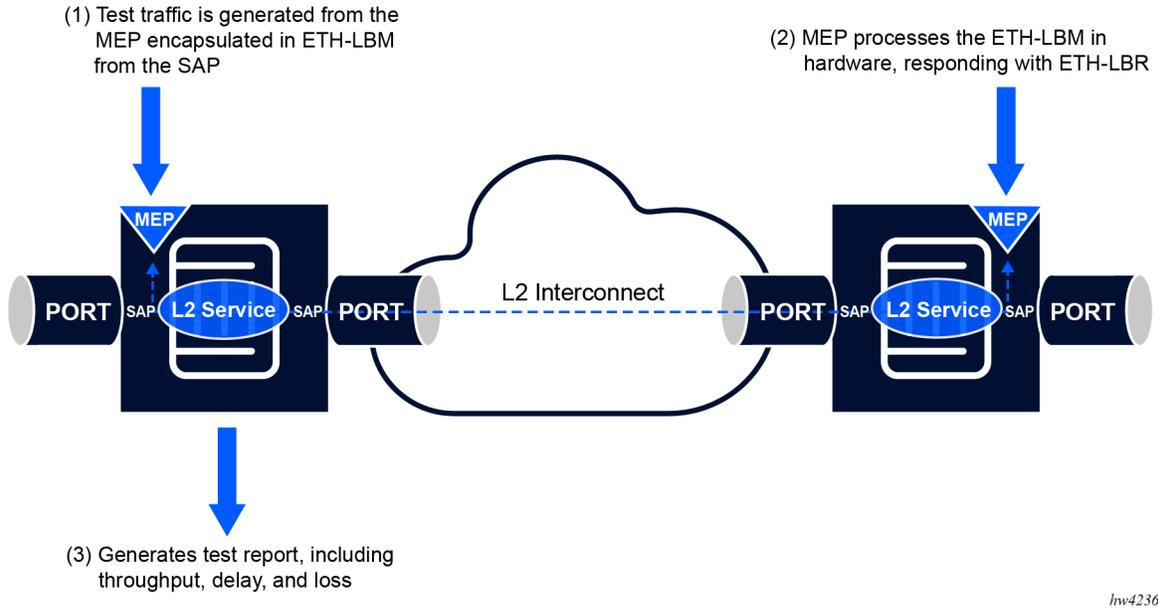 (1) Test traffic is generated from the
MEP encapsulated in ETH-LBM
from the SAP
(2) MEP processes the ETH-LBM in
hardware, responding with ETH-LBR
MEP
MEP
PORT
SAP
L2 Service
SAP
PORT
L2 Interconnect
PORT
SAP
L2 Service
SAP
PORT
(3) Generates test report, including
throughput, delay, and loss
hw4236